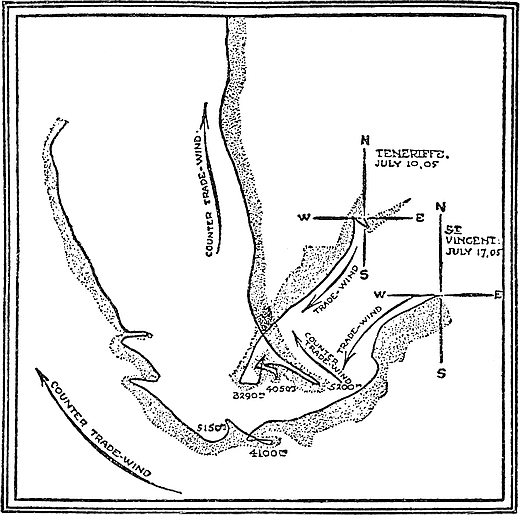 N
TENERIFFE.
JULY 10, 05
COUNTER TRADE-WIND.
W
E
S
TRADE-WIND
N
ST
VINCENT:
JULY 17, 05
W
E
S
TRADE-WIND
COUNTER
TRADE-WIND
5200m
4050m
3290m
5150m
4100m
COUNTER TRADE-WIND